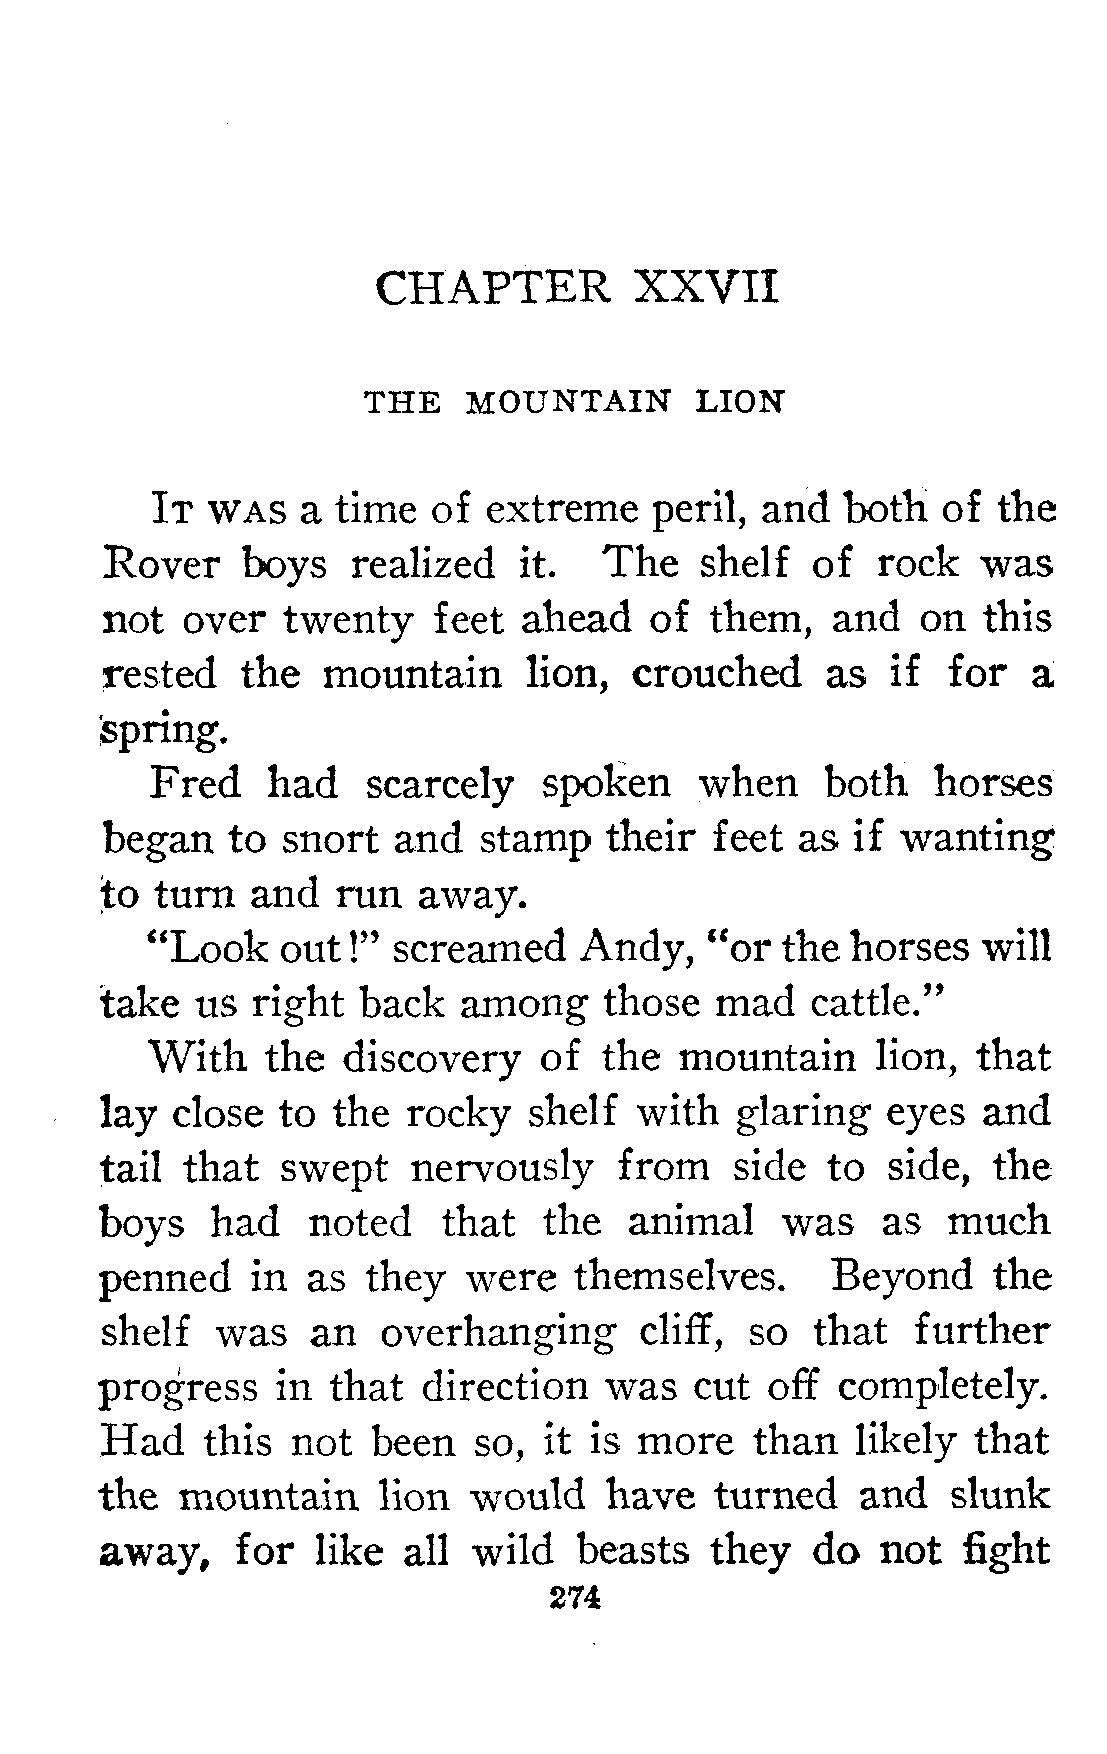 CHAPTER XXVII
THE MOUNTAIN LION
IT WAS a time of extreme peril, and both of the
Rover boys realized it. The shelf of rock was
not over twenty feet ahead of them, and on this
rested the mountain lion, crouched as if for a
spring.
Fred had scarcely spoken when both horses
began to snort and stamp their feet as if wanting
to turn and run away.
“Look out!” screamed Andy, “or the horses will
take us right back among those mad cattle.”
With the discovery of the mountain lion, that
lay close to the rocky shelf with glaring eyes and
tail that swept nervously from side to side, the
boys had noted that the animal was as much
penned in as they were themselves. Beyond the
shelf was an overhanging cliff, so that further
progress in that direction was cut off completely.
Had this not been so, it is more than likely that
the mountain lion would have turned and slunk
away, for like all wild beasts they do not fight
274